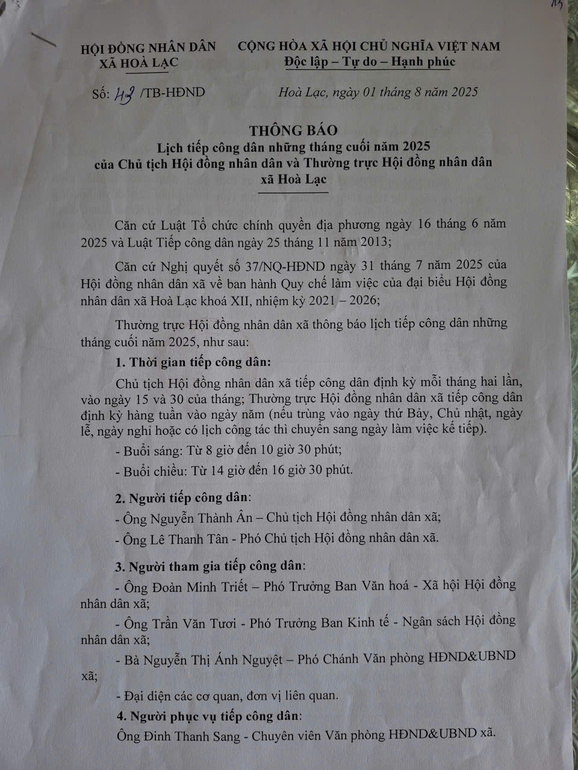 HỘI ĐỒNG NHÂN DÂN
XÃ HOÀ LẠC
CỘNG HÒA XÃ HỘI CHỦ NGHĨA VIỆT NAM
Độc lập – Tự do – Hạnh phúc
Số: 43 /TB-HĐND
Hoà Lạc, ngày 01 tháng 8 năm 2025
THÔNG BÁO
Lịch tiếp công dân những tháng cuối năm 2025
của Chủ tịch Hội đồng nhân dân và Thường trực Hội đồng nhân dân
xã Hoà Lạc
Căn cứ Luật Tổ chức chính quyền địa phương ngày 16 tháng 6 năm
2025 và Luật Tiếp công dân ngày 25 tháng 11 năm 2013;
Căn cứ Nghị quyết số 37/NQ-HĐND ngày 31 tháng 7 năm 2025 của
Hội đồng nhân dân xã về ban hành Quy chế làm việc của đại biểu Hội đồng
nhân dân xã Hoà Lạc khoá XII, nhiệm kỳ 2021 – 2026;
Thường trực Hội đồng nhân dân xã thông báo lịch tiếp công dân những
tháng cuối năm 2025, như sau:
1. Thời gian tiếp công dân:
Chủ tịch Hội đồng nhân dân xã tiếp công dân định kỳ mỗi tháng hai lần,
vào ngày 15 và 30 của tháng; Thường trực Hội đồng nhân dân xã tiếp công dân
định kỳ hàng tuần vào ngày năm (nếu trùng vào ngày thứ Bảy, Chủ nhật, ngày
lễ, ngày nghỉ hoặc có lịch công tác thì chuyển sang ngày làm việc kế tiếp).
- Buổi sáng: Từ 8 giờ đến 10 giờ 30 phút;
- Buổi chiều: Từ 14 giờ đến 16 giờ 30 phút.
2. Người tiếp công dân:
- Ông Nguyễn Thành Ân – Chủ tịch Hội đồng nhân dân xã;
- Ông Lê Thanh Tân - Phó Chủ tịch Hội đồng nhân dân xã.
3. Người tham gia tiếp công dân:
- Ông Đoàn Minh Triết – Phó Trưởng Ban Văn hoá - Xã hội Hội đồng
nhân dân xã;
- Ông Trần Văn Tươi - Phó Trưởng Ban Kinh tế - Ngân sách Hội đồng
nhân dân xã;
- Bà Nguyễn Thị Ánh Nguyệt – Phó Chánh Văn phòng HĐND&UBND
xã;
- Đại diện các cơ quan, đơn vị liên quan.
4. Người phục vụ tiếp công dân:
Ông Đinh Thanh Sang - Chuyên viên Văn phòng HĐND&UBND xã.